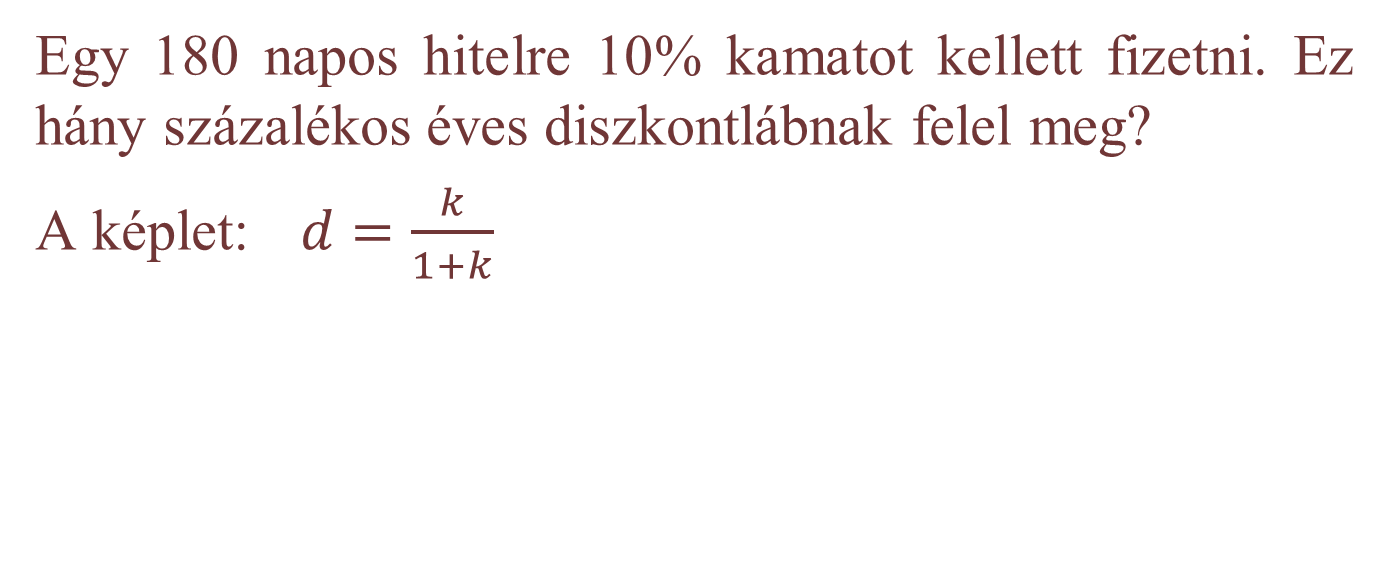 Egy 180 napos hitelre 10% kamatot kellett fizetni. Ez
hány százalékos éves diszkontlábnak felel meg?
A képlet: d = k/(1+k)